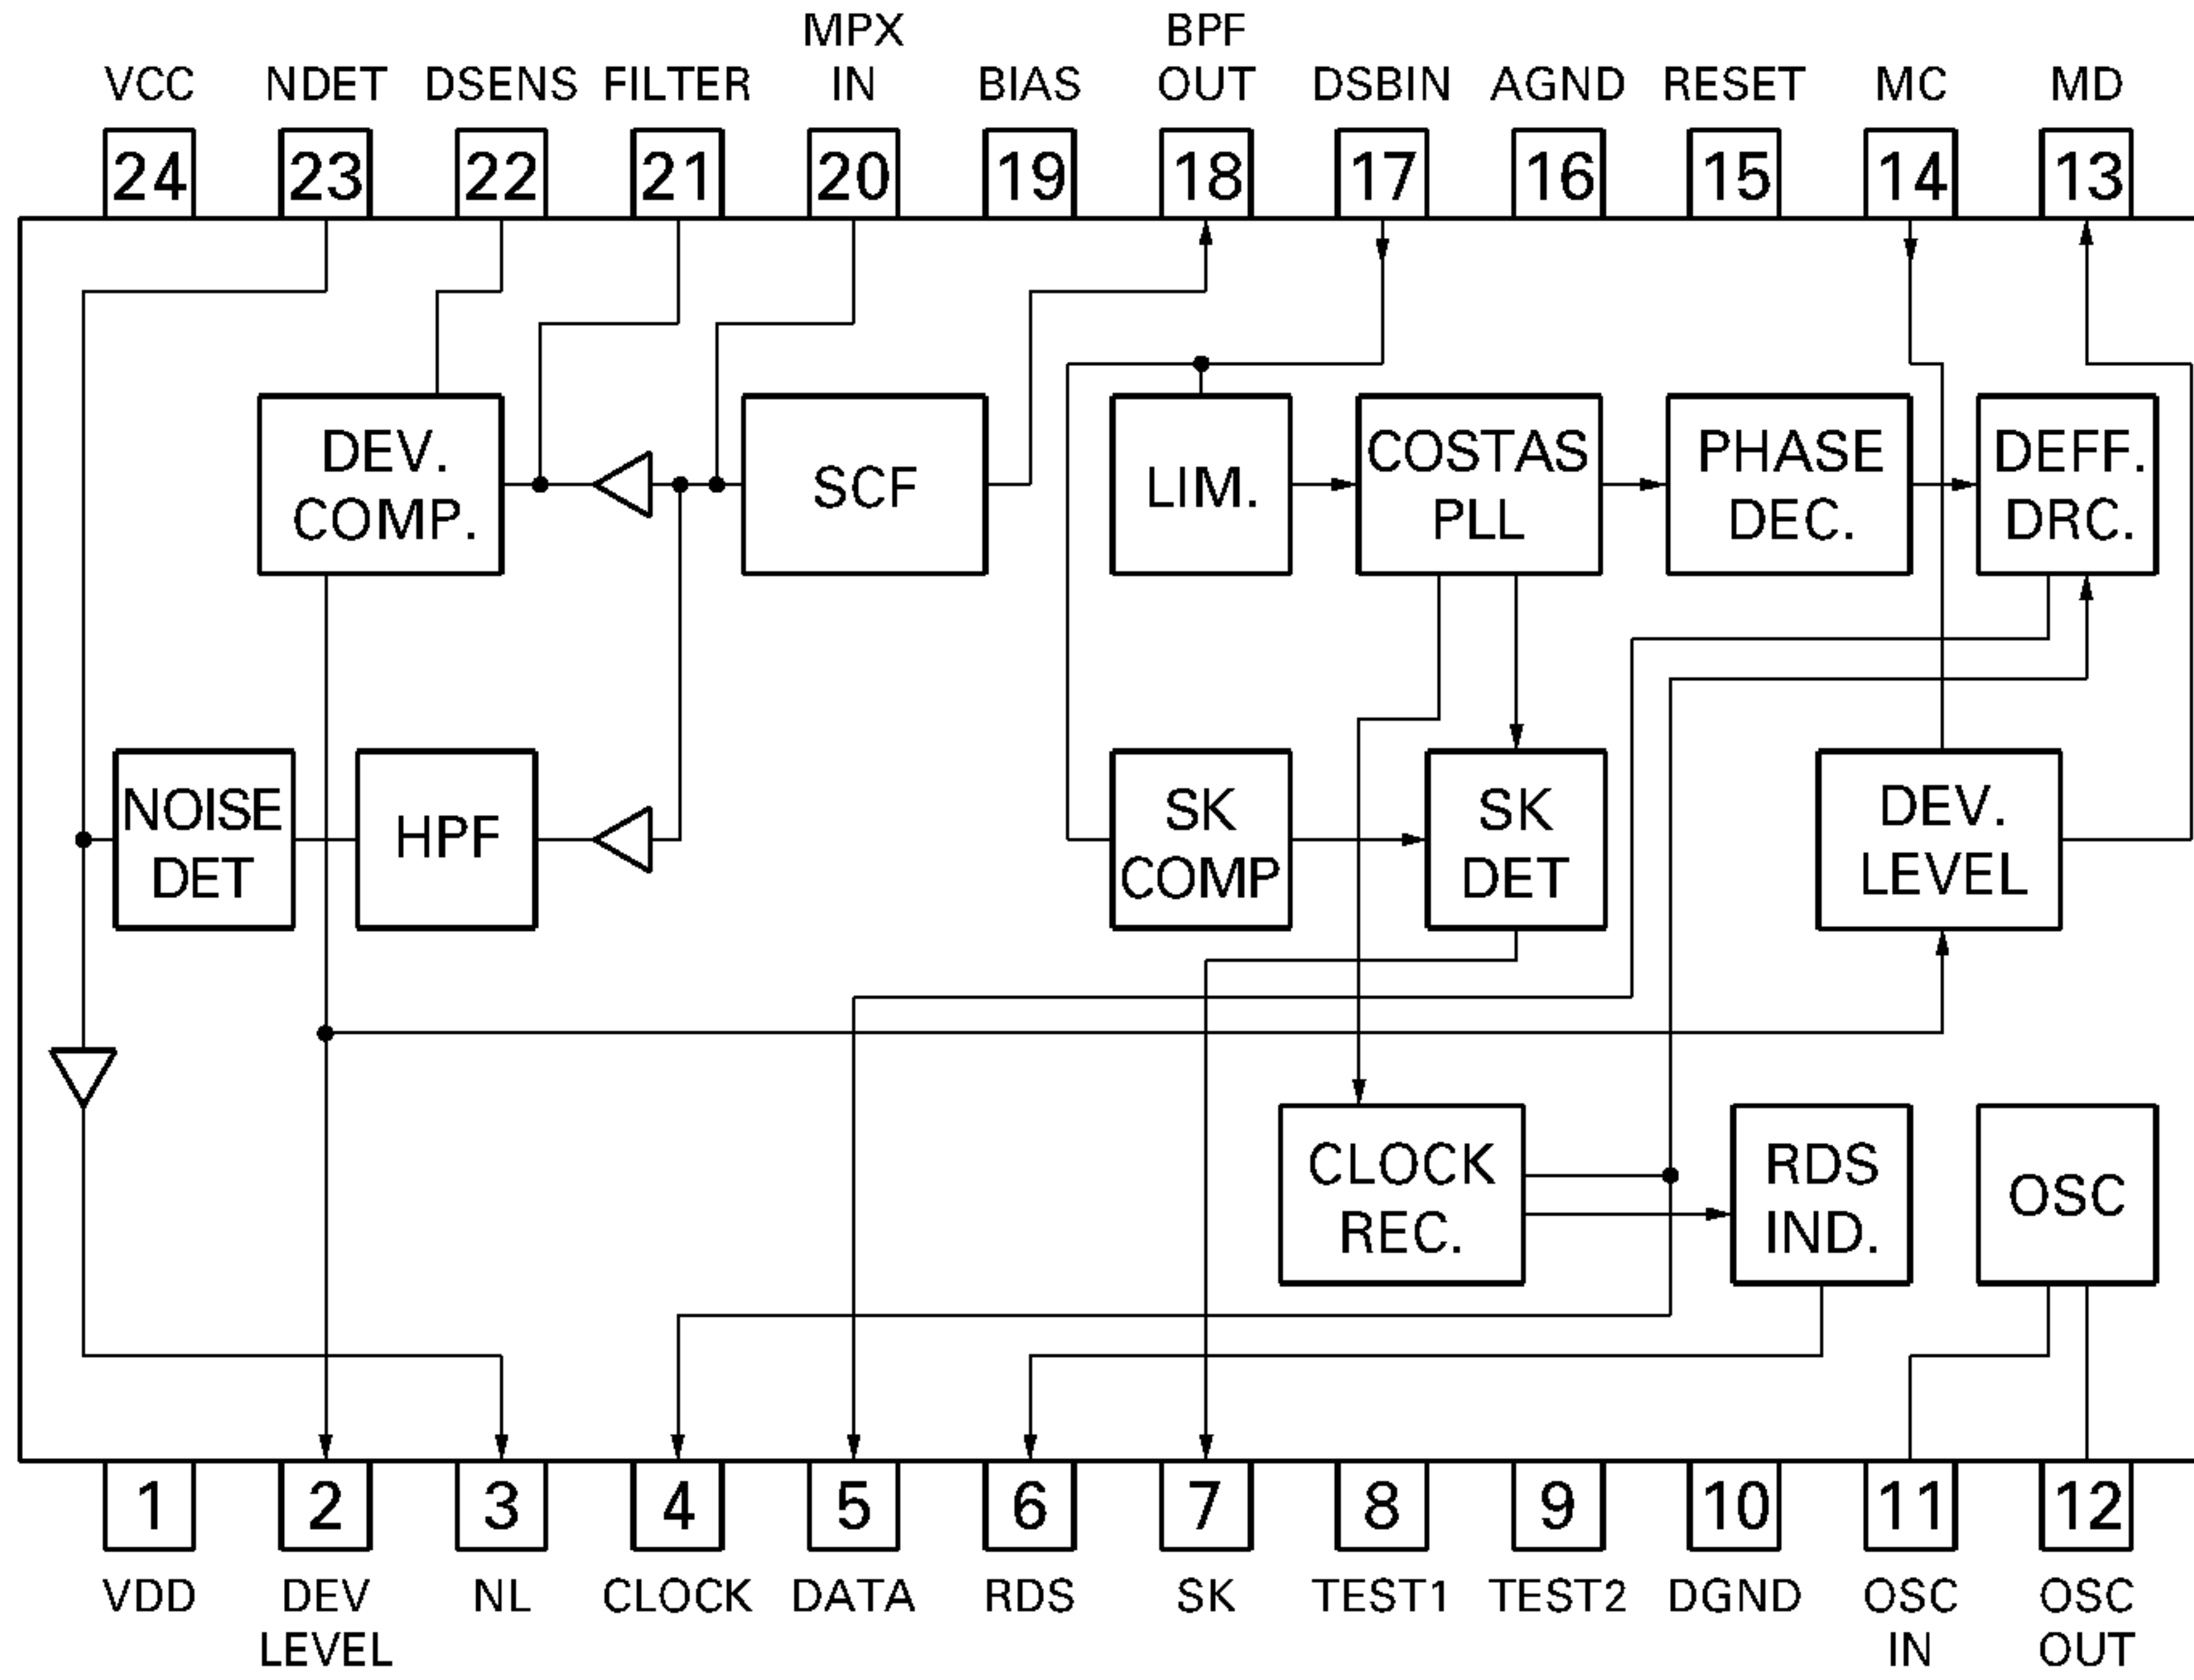 MPX
BPF
VCC NDET DSENS FILTER IN BIAS OUT DSBIN AGND RESET MC MD
24 23 22 21 20 19 18 17 16 15 14 13
DEV.
COMP.
SCF
LIM.
COSTAS
PLL
PHASE
DEC.
DEFF.
DRC.
NOISE
DET
HPF
SK
COMP
SK
DET
DEV.
LEVEL
CLOCK
REC.
RDS
IND.
OSC
1 2 3 4 5 6 7 8 9 10 11 12
VDD DEV NL CLOCK DATA RDS SK TEST1 TEST2 DGND OSC OSC
LEVEL IN OUT